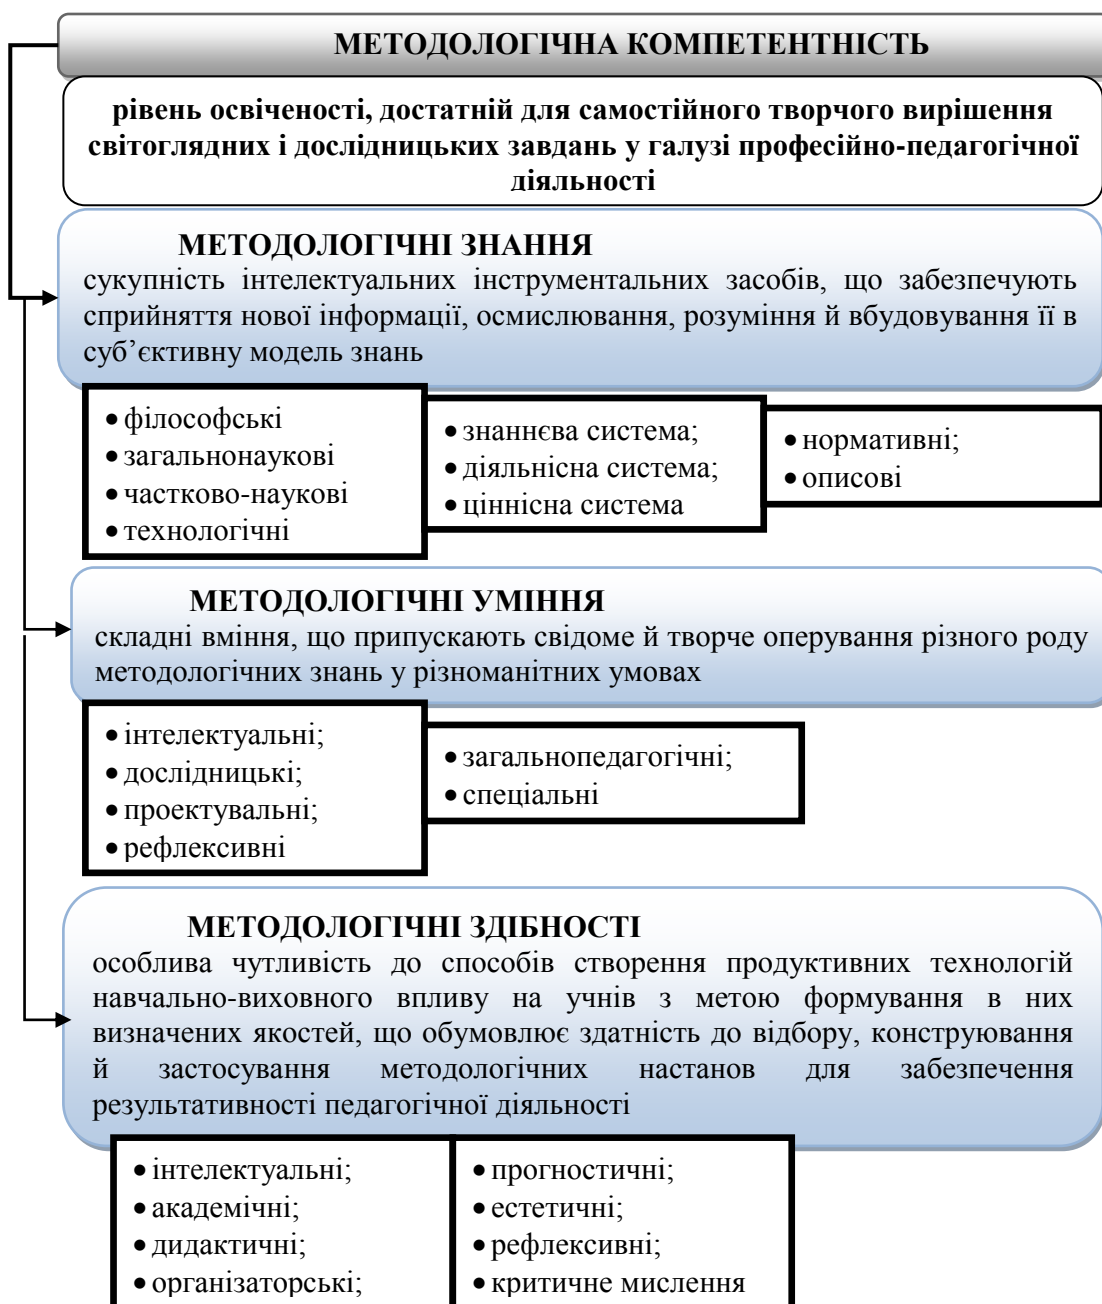 МЕТОДОЛОГІЧНА КОМПЕТЕНТНІСТЬ
рівень освіченості, достатній для самостійного творчого вирішення
світоглядних і дослідницьких завдань у галузі професійно-педагогічної
діяльності
МЕТОДОЛОГІЧНІ ЗНАННЯ
сукупність інтелектуальних інструментальних засобів, що забезпечують
сприйняття нової інформації, осмислювання, розуміння й вбудовування її в
суб’єктивну модель знань
• філософські
• загальнонаукові
• частково-наукові
• технологічні
• знаннєва система;
• діяльнісна система;
• ціннісна система
• нормативні;
• описові
МЕТОДОЛОГІЧНІ УМІННЯ
складні вміння, що припускають свідоме й творче оперування різного роду
методологічних знань у різноманітних умовах
• інтелектуальні;
• дослідницькі;
• проектувальні;
• рефлексивні
• загальнопедагогічні;
• спеціальні
МЕТОДОЛОГІЧНІ ЗДІБНОСТІ
особлива чутливість до способів створення продуктивних технологій
навчально-виховного впливу на учнів з метою формування в них
визначених якостей, що обумовлює здатність до відбору, конструювання
й застосування методологічних настанов для забезпечення
результативності педагогічної діяльності
• інтелектуальні;
• академічні;
• дидактичні;
• організаторські;
• прогностичні;
• естетичні;
• рефлексивні;
• критичне мислення